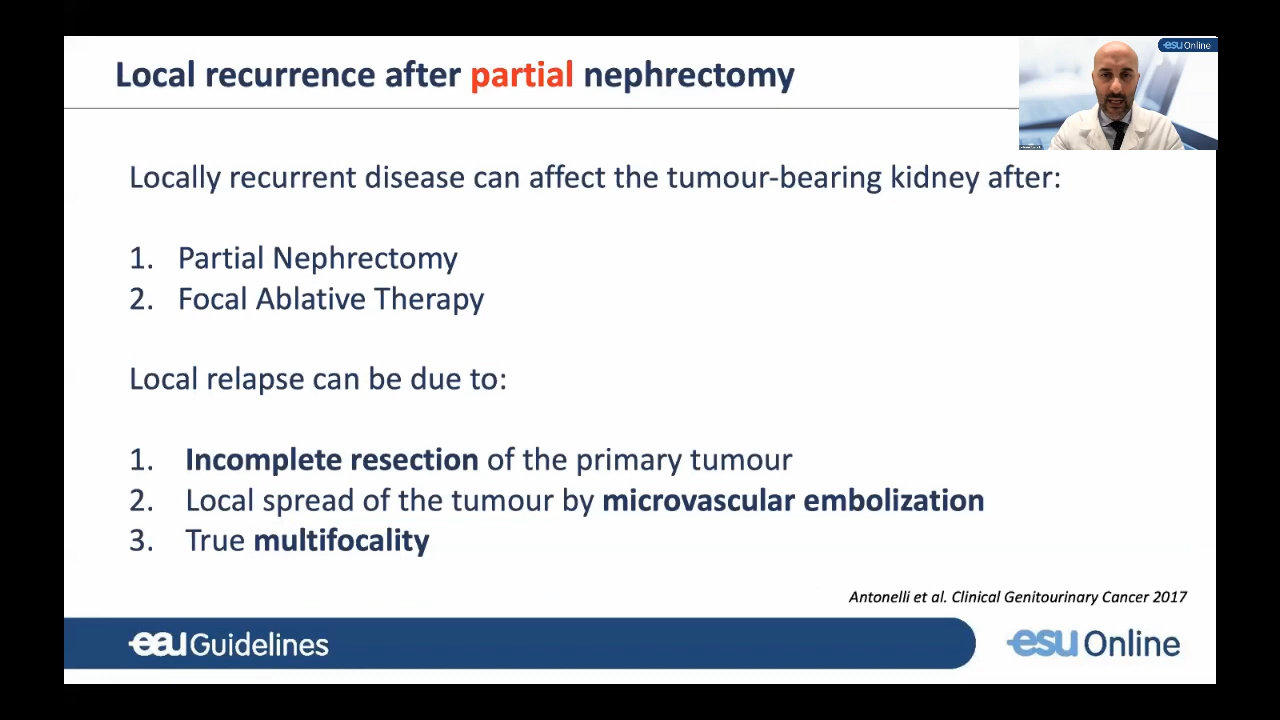 Local recurrence after partial nephrectomy
esu Online
Locally recurrent disease can affect the tumour-bearing kidney after:
1. Partial Nephrectomy
2. Focal Ablative Therapy
Local relapse can be due to:
1. Incomplete resection of the primary tumour
2. Local spread of the tumour by microvascular embolization
3. True multifocality
Antonelli et al. Clinical Genitourinary Cancer 2017
eau Guidelines
esu Online